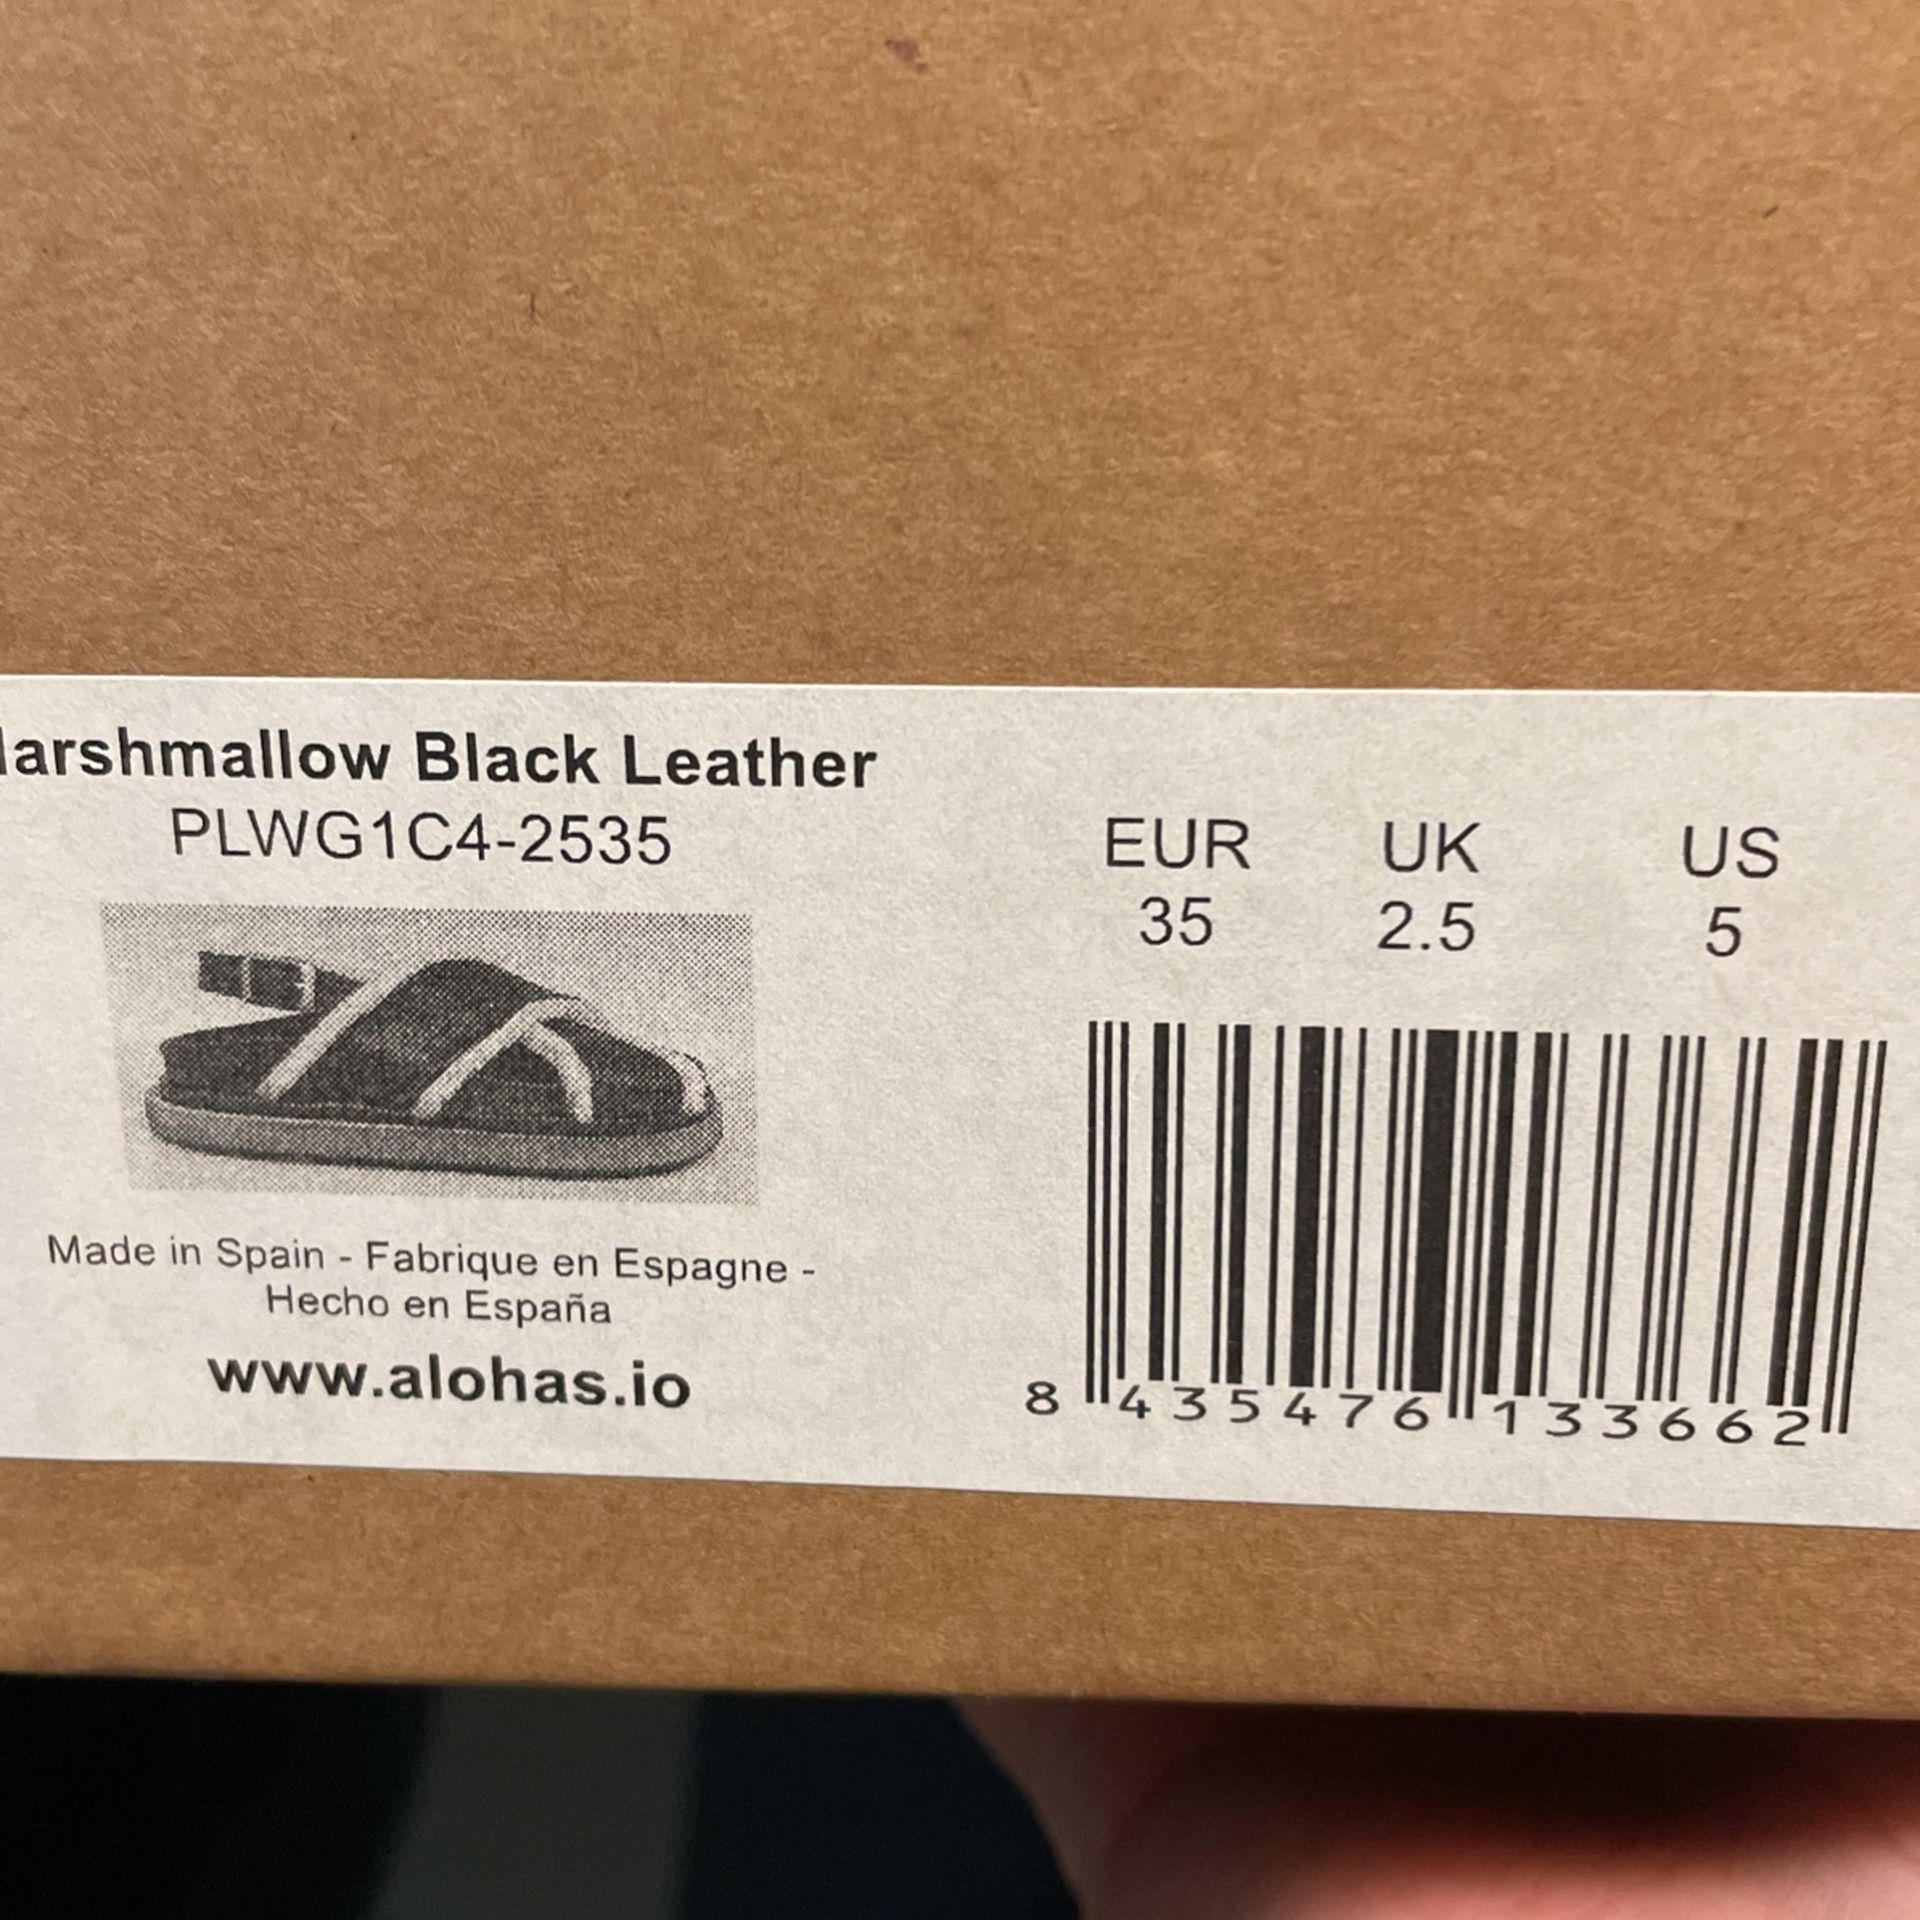 Marshmallow Black Leather
PLWG1C4-2535
EUR UK US
35 2.5 5
Made in Spain - Fabrique en Espagne -
Hecho en España
www.alohas.io
8 435476 133662